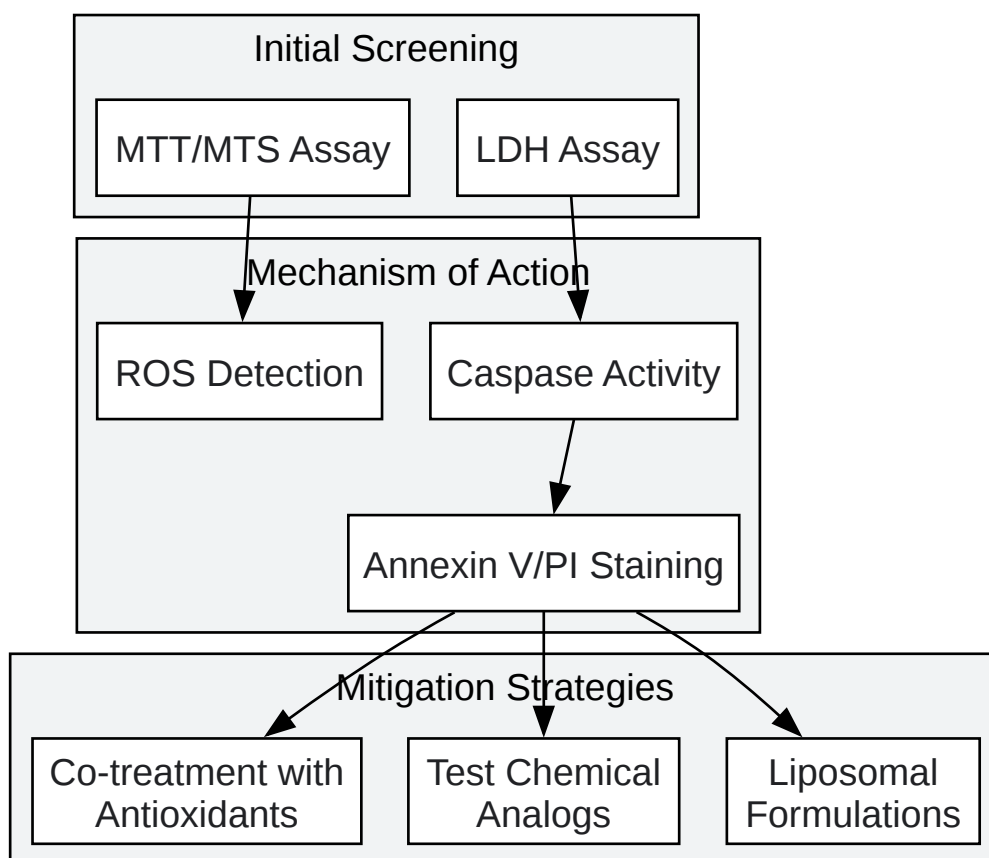 Initial Screening
MTT/MTS Assay
LDH Assay
Mechanism of Action
ROS Detection
Caspase Activity
Annexin V/PI Staining
Mitigation Strategies
Co-treatment with
Antioxidants
Test Chemical
Analogs
Liposomal
Formulations